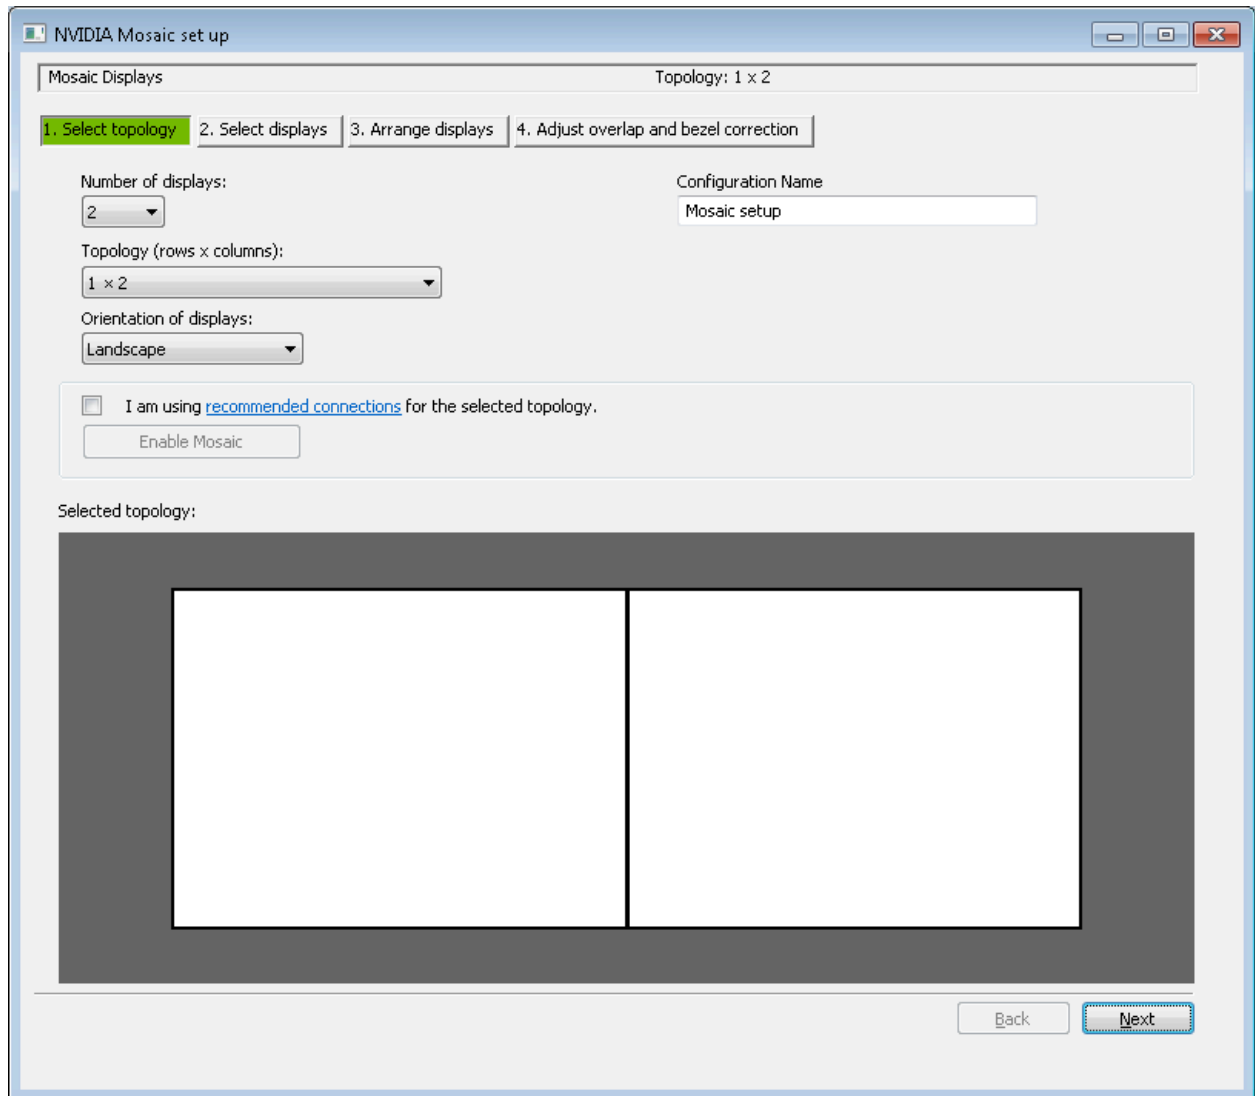 NVIDIA Mosaic set up
Mosaic Displays Topology: 1 x 2
1. Select topology 2. Select displays 3. Arrange displays 4. Adjust overlap and bezel correction
Number of displays: Configuration Name
2 Mosaic setup
Topology (rows x columns):
1 x 2
Orientation of displays:
Landscape
I am using recommended connections for the selected topology.
Enable Mosaic
Selected topology:
Back Next